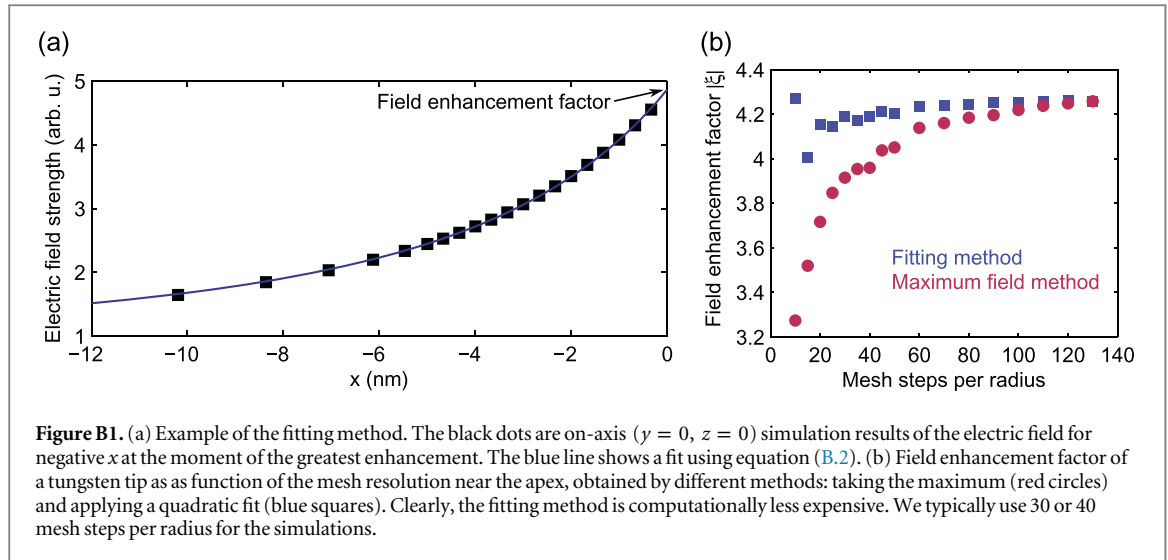 (a)
Electric field strength (arb. u.)
5
4
3
2
1
Field enhancement factor
−12
−10
−8
−6
−4
−2
0
x (nm)
(b)
Field enhancement factor |ξ|
4.4
4.2
4
3.8
3.6
3.4
3.2
Fitting method
Maximum field method
0
20
40
60
80
100
120
140
Mesh steps per radius
Figure B1. (a) Example of the fitting method. The black dots are on-axis (y = 0, z = 0) simulation results of the electric field for
negative x at the moment of the greatest enhancement. The blue line shows a fit using equation (B.2). (b) Field enhancement factor of
a tungsten tip as as function of the mesh resolution near the apex, obtained by different methods: taking the maximum (red circles)
and applying a quadratic fit (blue squares). Clearly, the fitting method is computationally less expensive. We typically use 30 or 40
mesh steps per radius for the simulations.